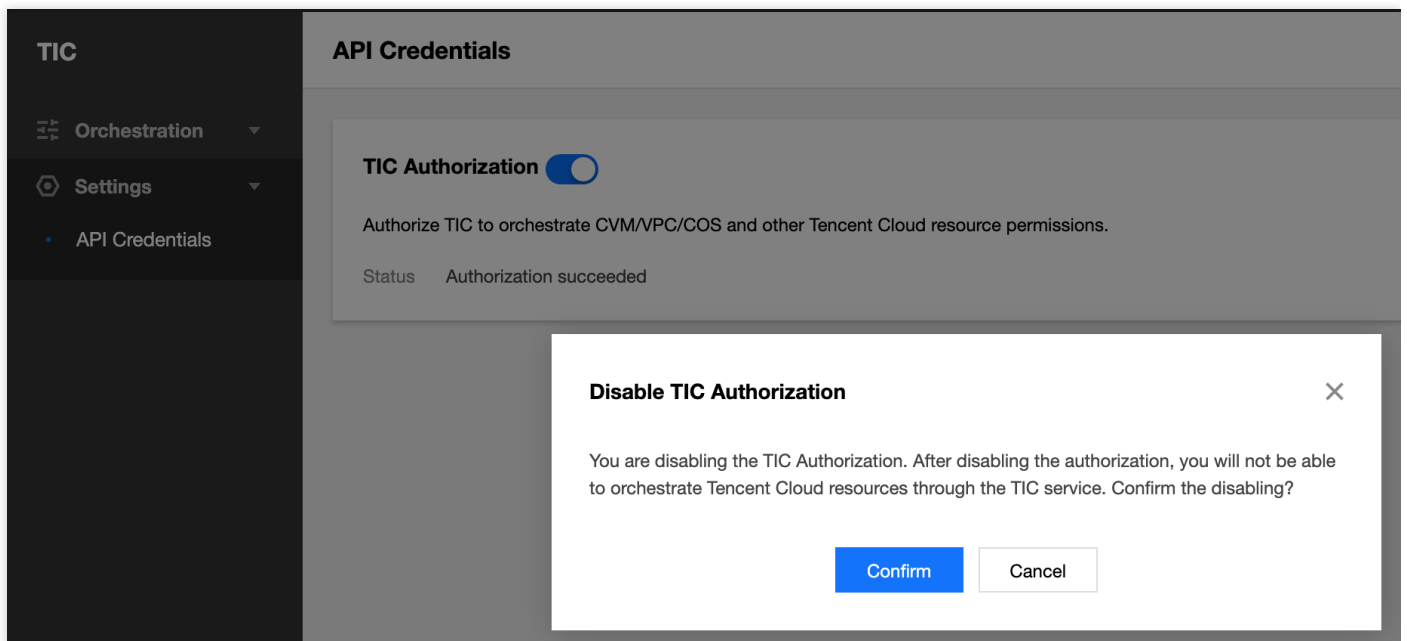 TIC
API Credentials
Orchestration
Settings
API Credentials
TIC Authorization
Authorize TIC to orchestrate CVM/VPC/COS and other Tencent Cloud resource permissions.
Status Authorization succeeded
Disable TIC Authorization
You are disabling the TIC Authorization. After disabling the authorization, you will not be able
to orchestrate Tencent Cloud resources through the TIC service. Confirm the disabling?
Confirm Cancel